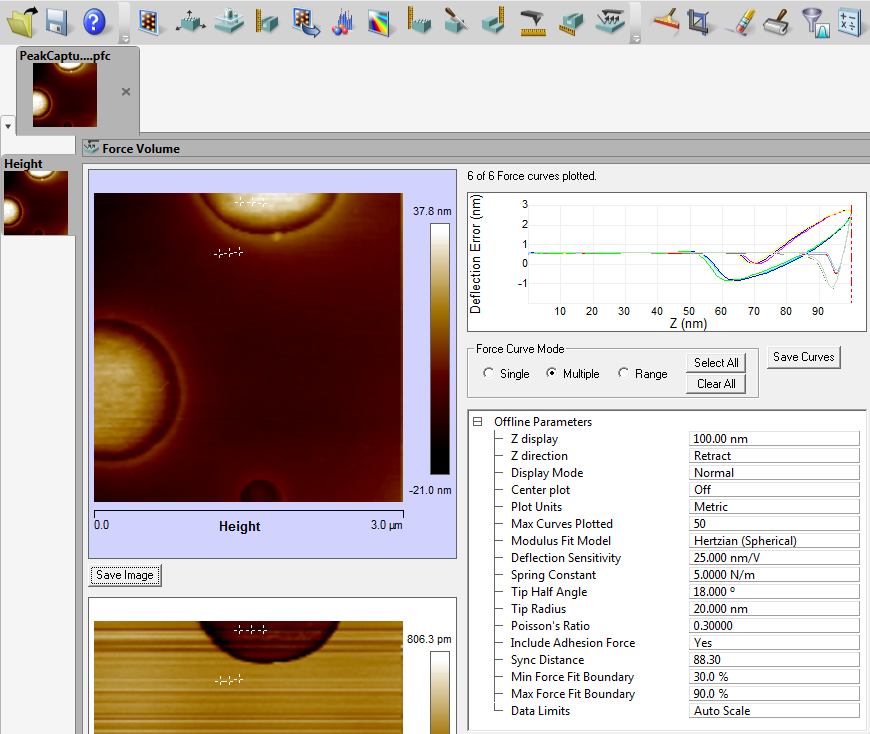 PeakCaptu....pfc
Height
Force Volume
37.8 nm
-21.0 nm
0.0 Height 3.0 µm
Save Image
806.3 pm
6 of 6 Force curves plotted.
Deflection Error (nm)
3
2
1
0
-1
10 20 30 40 50 60 70 80 90
Z (nm)
Force Curve Mode
Single Multiple Range
Select All
Clear All
Save Curves
Offline Parameters
Z display 100.00 nm
Z direction Retract
Display Mode Normal
Center plot Off
Plot Units Metric
Max Curves Plotted 50
Modulus Fit Model Hertzian (Spherical)
Deflection Sensitivity 25.000 nm/V
Spring Constant 5.0000 N/m
Tip Half Angle 18.000 º
Tip Radius 20.000 nm
Poisson's Ratio 0.30000
Include Adhesion Force Yes
Sync Distance 88.30
Min Force Fit Boundary 30.0 %
Max Force Fit Boundary 90.0 %
Data Limits Auto Scale